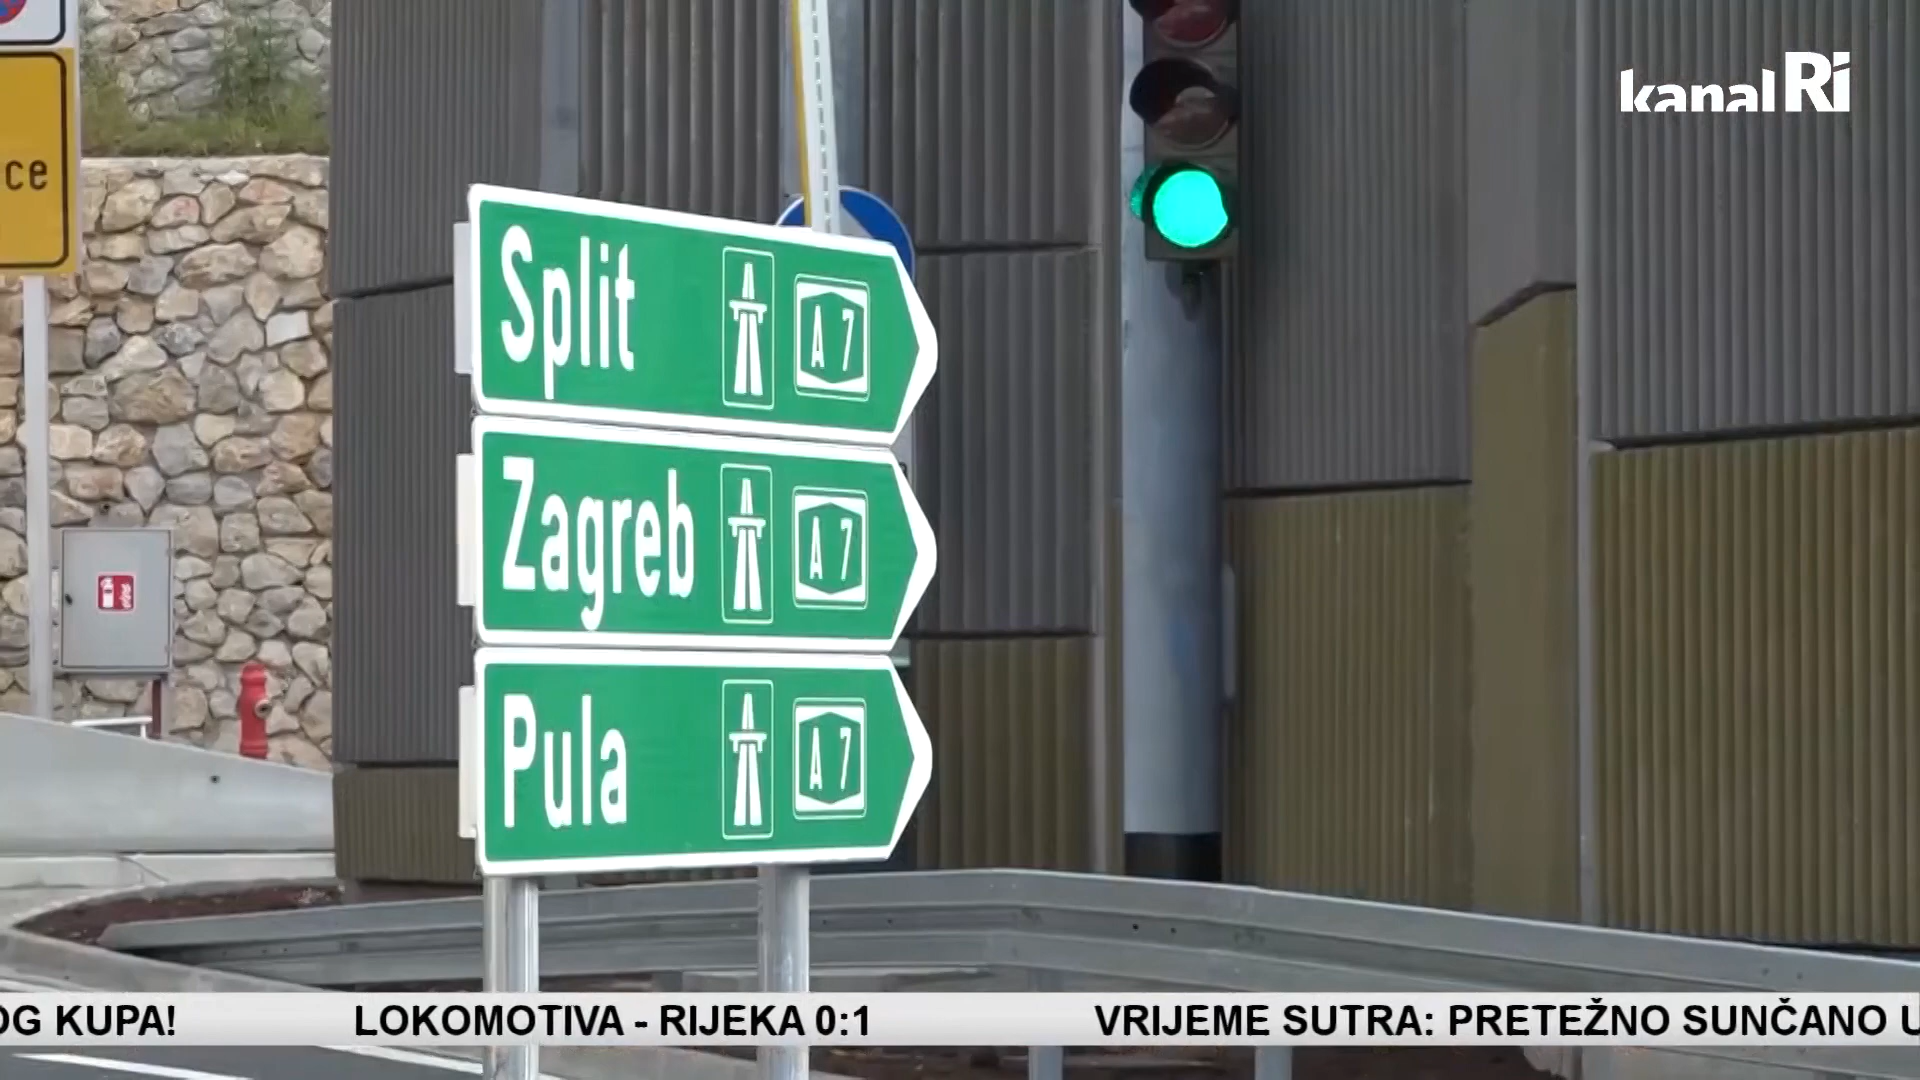 kanal Ri
ce
Split A 7
Zagreb A 7
Pula A 7
OG KUPA! LOKOMOTIVA - RIJEKA 0:1 VRIJEME SUTRA: PRETEŽNO SUNČANO U